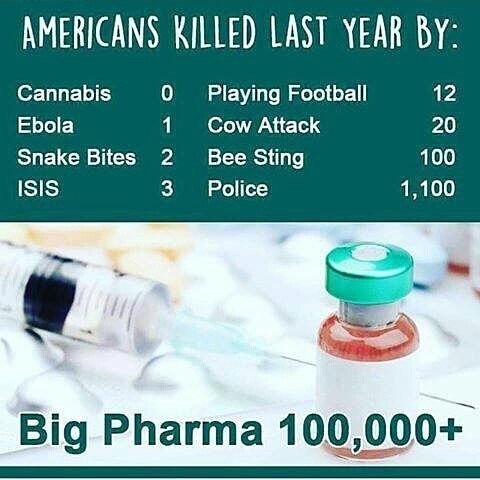 AMERICANS KILLED LAST YEAR BY:
Cannabis 0 Playing Football 12
Ebola 1 Cow Attack 20
Snake Bites 2 Bee Sting 100
ISIS 3 Police 1,100
Big Pharma 100,000+